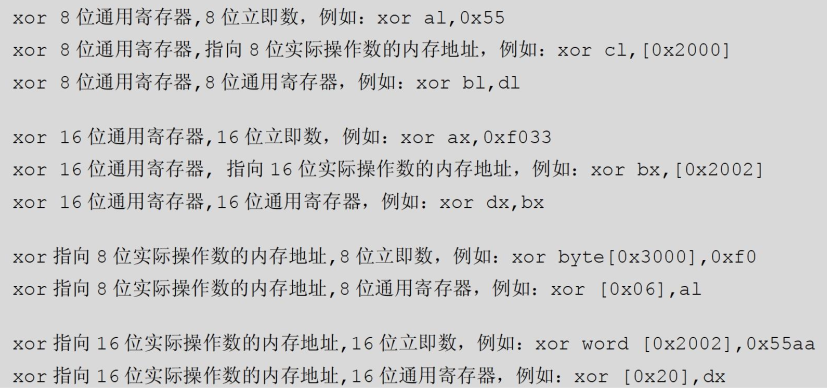 xor 8 位通用寄存器,8 位立即数，例如：xor al,0x55
xor 8 位通用寄存器,指向 8 位实际操作数的内存地址，例如：xor cl,[0x2000]
xor 8 位通用寄存器,8 位通用寄存器，例如：xor bl,dl
xor 16 位通用寄存器,16 位立即数，例如：xor ax,0xf033
xor 16 位通用寄存器, 指向 16 位实际操作数的内存地址，例如：xor bx,[0x2002]
xor 16 位通用寄存器,16 位通用寄存器，例如：xor dx,bx
xor 指向 8 位实际操作数的内存地址,8 位立即数，例如：xor byte[0x3000],0xf0
xor 指向 8 位实际操作数的内存地址,8 位通用寄存器，例如：xor [0x06],al
xor 指向 16 位实际操作数的内存地址,16 位立即数，例如：xor word [0x2002],0x55aa
xor 指向 16 位实际操作数的内存地址,16 位通用寄存器，例如：xor [0x20],dx